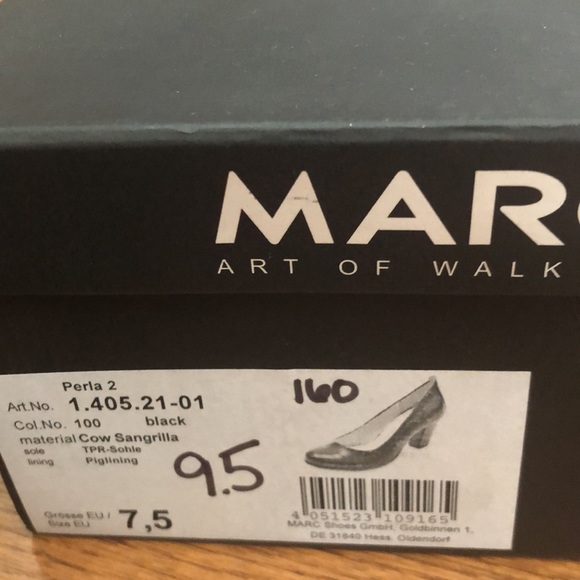 MARC
ART OF WALK
Perla 2
Art.No. 1.405.21-01
Col.No. 100 black
material Cow Sangrilla
sole TPR-Sohle
lining Piglining
Grosse EU /
Size EU 7,5
9.5
160
4 051523 109165
MARC Shoes GmbH, Goldbinnen 1,
DE 31840 Hess. Oldendorf